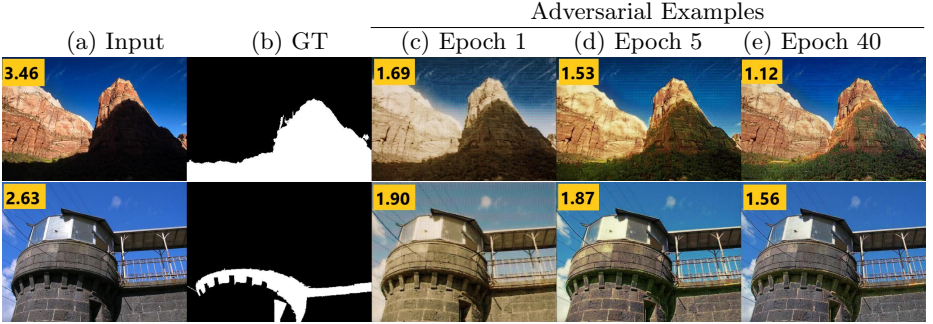 Adversarial Examples
(a) Input (b) GT (c) Epoch 1 (d) Epoch 5 (e) Epoch 40
3.46 1.69 1.53 1.12
2.63 1.90 1.87 1.56